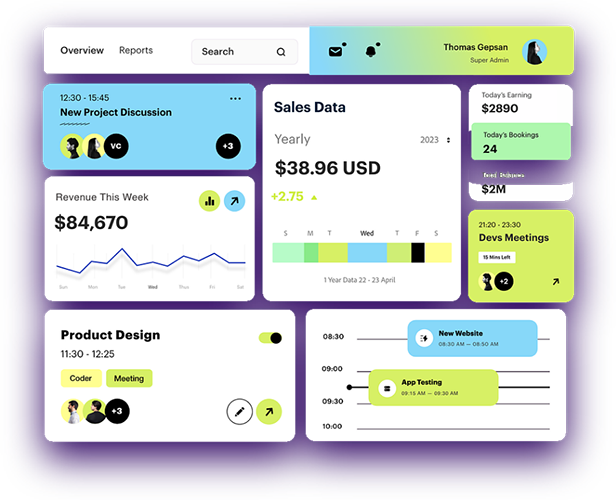 Overview
Reports
Search
Thomas Gepsan
Super Admin
12:30 - 15:45
New Project Discussion
VC
+3
Sales Data
Yearly
2023
$38.96 USD
+2.75
S M T Wed T F S
1 Year Data 22 - 23 April
Today's Earning
$2890
Today's Bookings
24
$2M
Revenue This Week
$84,670
Sun Mon Tue Wed Thu Fri Sat
21:20 - 23:30
Devs Meetings
15 Mins Left
+2
Product Design
11:30 - 12:25
Coder
Meeting
+3
08:30
New Website
08:30 AM — 08:50 AM
09:00
App Testing
09:15 AM — 09:30 AM
09:30
10:00